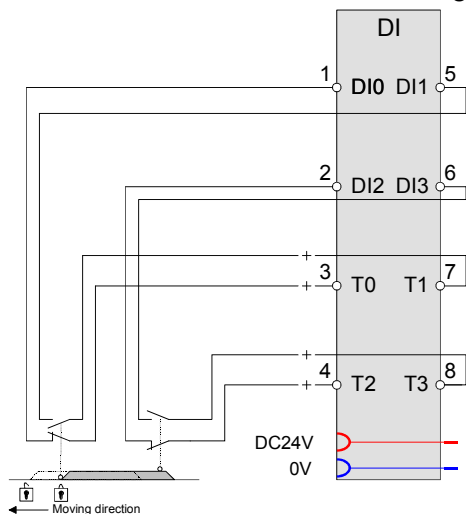 DI
1 DI0 DI1 5
2 DI2 DI3 6
+ +
3 T0 T1 7
+ +
4 T2 T3 8
DC24V
0V
Moving direction